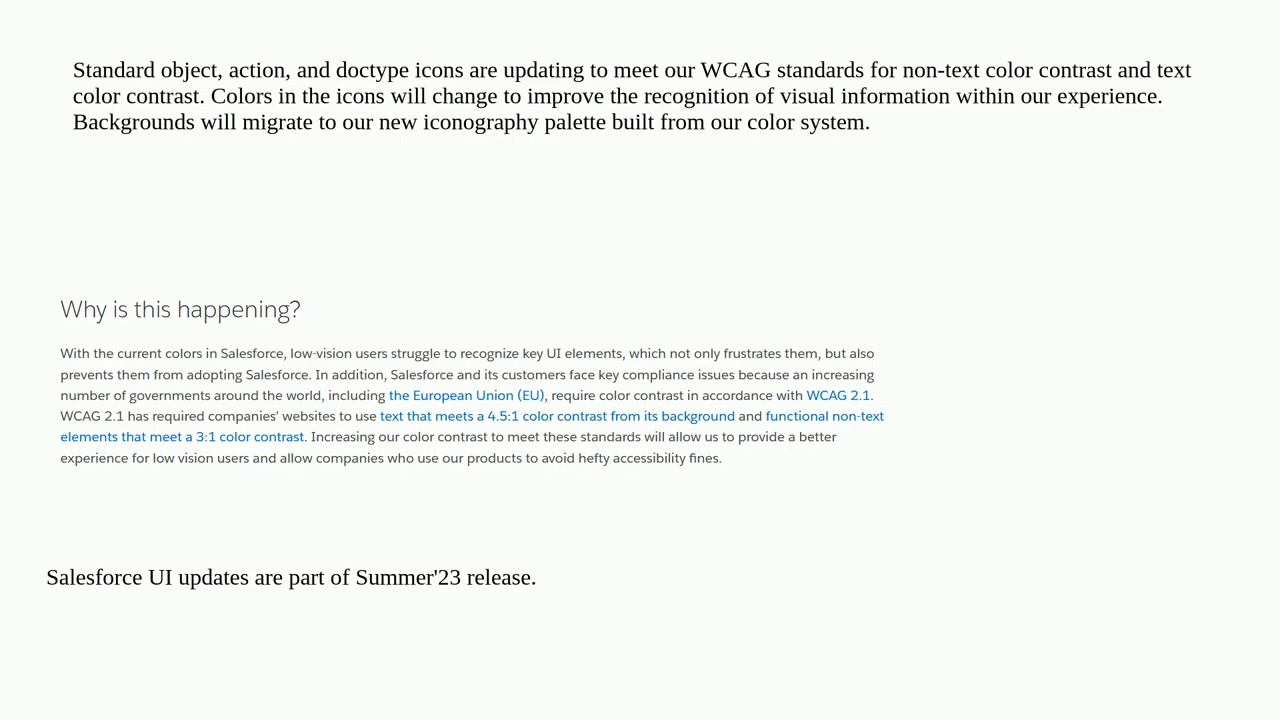 Standard object, action, and doctype icons are updating to meet our WCAG standards for non-text color contrast and text
color contrast. Colors in the icons will change to improve the recognition of visual information within our experience.
Backgrounds will migrate to our new iconography palette built from our color system.
Why is this happening?
With the current colors in Salesforce, low-vision users struggle to recognize key UI elements, which not only frustrates them, but also
prevents them from adopting Salesforce. In addition, Salesforce and its customers face key compliance issues because an increasing
number of governments around the world, including the European Union (EU), require color contrast in accordance with WCAG 2.1.
WCAG 2.1 has required companies' websites to use text that meets a 4.5:1 color contrast from its background and functional non-text
elements that meet a 3:1 color contrast. Increasing our color contrast to meet these standards will allow us to provide a better
experience for low vision users and allow companies who use our products to avoid hefty accessibility fines.
Salesforce UI updates are part of Summer'23 release.